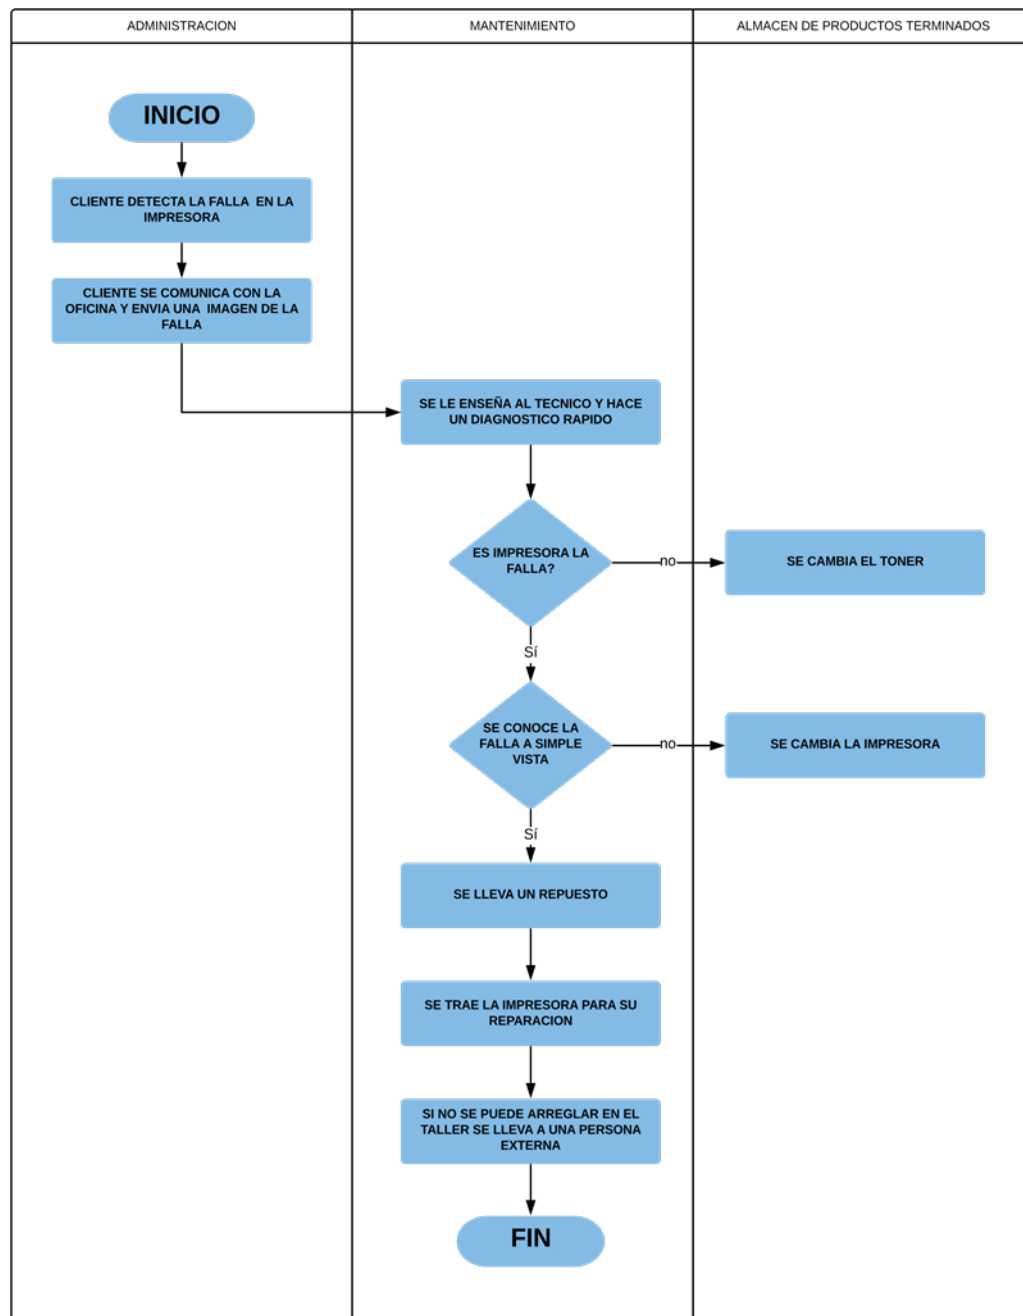 ADMINISTRACION
MANTENIMIENTO
ALMACEN DE PRODUCTOS TERMINADOS
INICIO
CLIENTE DETECTA LA FALLA EN LA
IMPRESORA
CLIENTE SE COMUNICA CON LA
OFICINA Y ENVIA UNA IMAGEN DE LA
FALLA
SE LE ENSEÑA AL TECNICO Y HACE
UN DIAGNOSTICO RAPIDO
ES IMPRESORA LA
FALLA?
no
SE CAMBIA EL TONER
Sí
SE CONOCE LA
FALLA A SIMPLE
VISTA
no
SE CAMBIA LA IMPRESORA
Sí
SE LLEVA UN REPUESTO
SE TRAE LA IMPRESORA PARA SU
REPARACION
SI NO SE PUEDE ARREGLAR EN EL
TALLER SE LLEVA A UNA PERSONA
EXTERNA
FIN